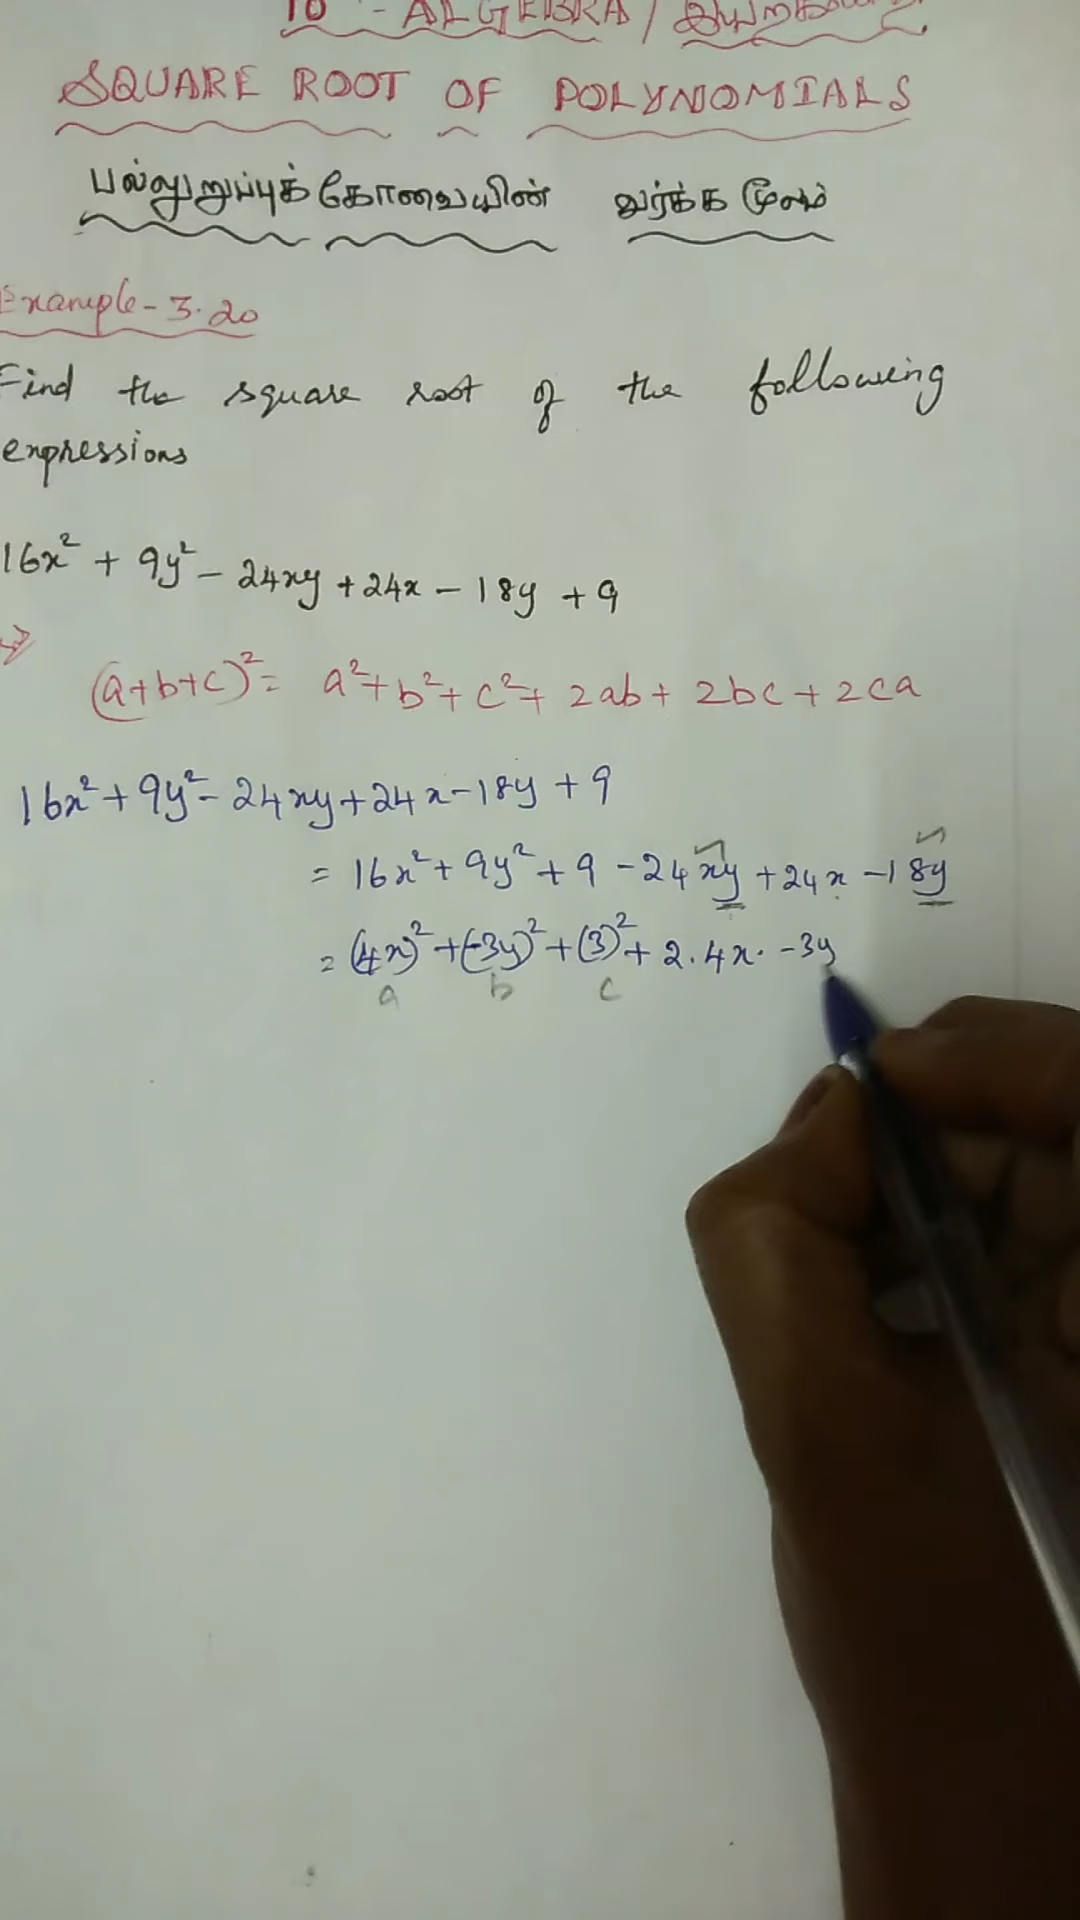 10 - ALGEBRA /
SQUARE ROOT OF POLYNOMIALS
பல்லுறுப்புக் கோவையின் வர்க்க மூலம்
Example - 3.20
Find the square root of the following
expressions
16x² + 9y² - 24xy + 24x - 18y + 9
(a+b+c)² = a² + b² + c² + 2ab + 2bc + 2ca
16x² + 9y² - 24xy + 24x - 18y + 9
= 16x² + 9y² + 9 - 24xy + 24x - 18y
= (4x)² + (-3y)² + (3)² + 2.4x. -3y
a b c